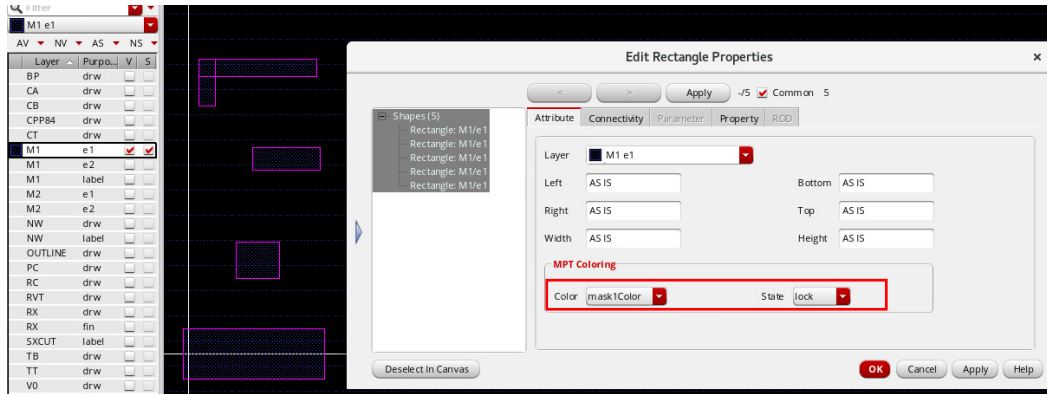 Filter
M1 e1
AV NV AS NS
Layer Purpo... V S
BP drw
CA drw
CB drw
CPP84 drw
CT drw
M1 e1
M1 e2
M1 label
M2 e1
M2 e2
NW drw
NW label
OUTLINE drw
PC drw
RC drw
RVT drw
RX drw
RX fin
SXCUT label
TB drw
TT drw
V0 drw
Edit Rectangle Properties
×
< > Apply -/5 Common 5
Shapes (5)
Rectangle: M1/e1
Rectangle: M1/e1
Rectangle: M1/e1
Rectangle: M1/e1
Rectangle: M1/e1
Attribute Connectivity Parameter Property ROD
Layer M1 e1
Left AS IS Bottom AS IS
Right AS IS Top AS IS
Width AS IS Height AS IS
MPT Coloring
Color mask1Color State lock
Deselect In Canvas
OK Cancel Apply Help